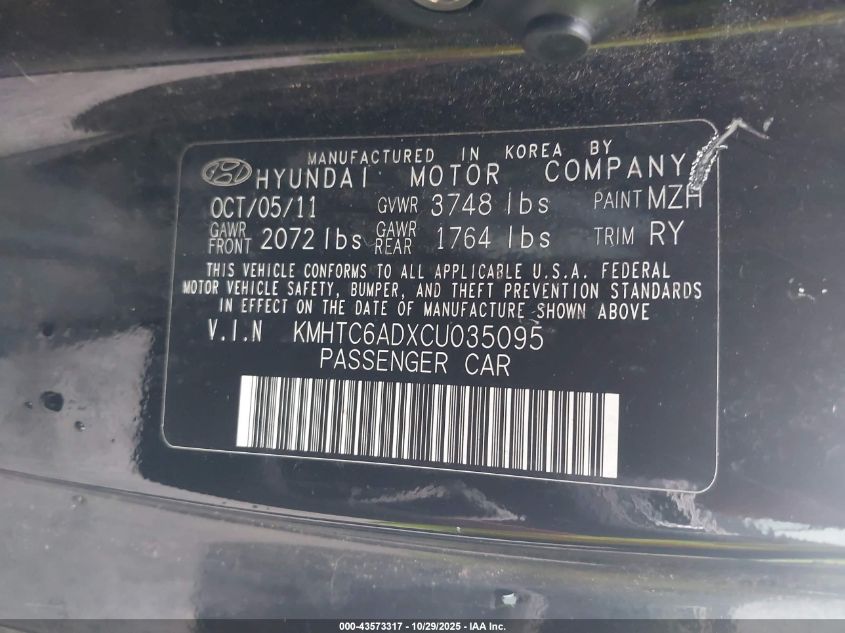 MANUFACTURED IN KOREA BY
HYUNDAI MOTOR COMPANY
OCT/05/11 GVWR 3748 lbs PAINT MZH
GAWR FRONT 2072 lbs GAWR REAR 1764 lbs TRIM RY
THIS VEHICLE CONFORMS TO ALL APPLICABLE U.S.A. FEDERAL
MOTOR VEHICLE SAFETY, BUMPER, AND THEFT PREVENTION STANDARDS
IN EFFECT ON THE DATE OF MANUFACTURE SHOWN ABOVE
V.I.N KMHTC6ADXCU035095
PASSENGER CAR
000-43573317 - 10/29/2025 - IAA Inc.